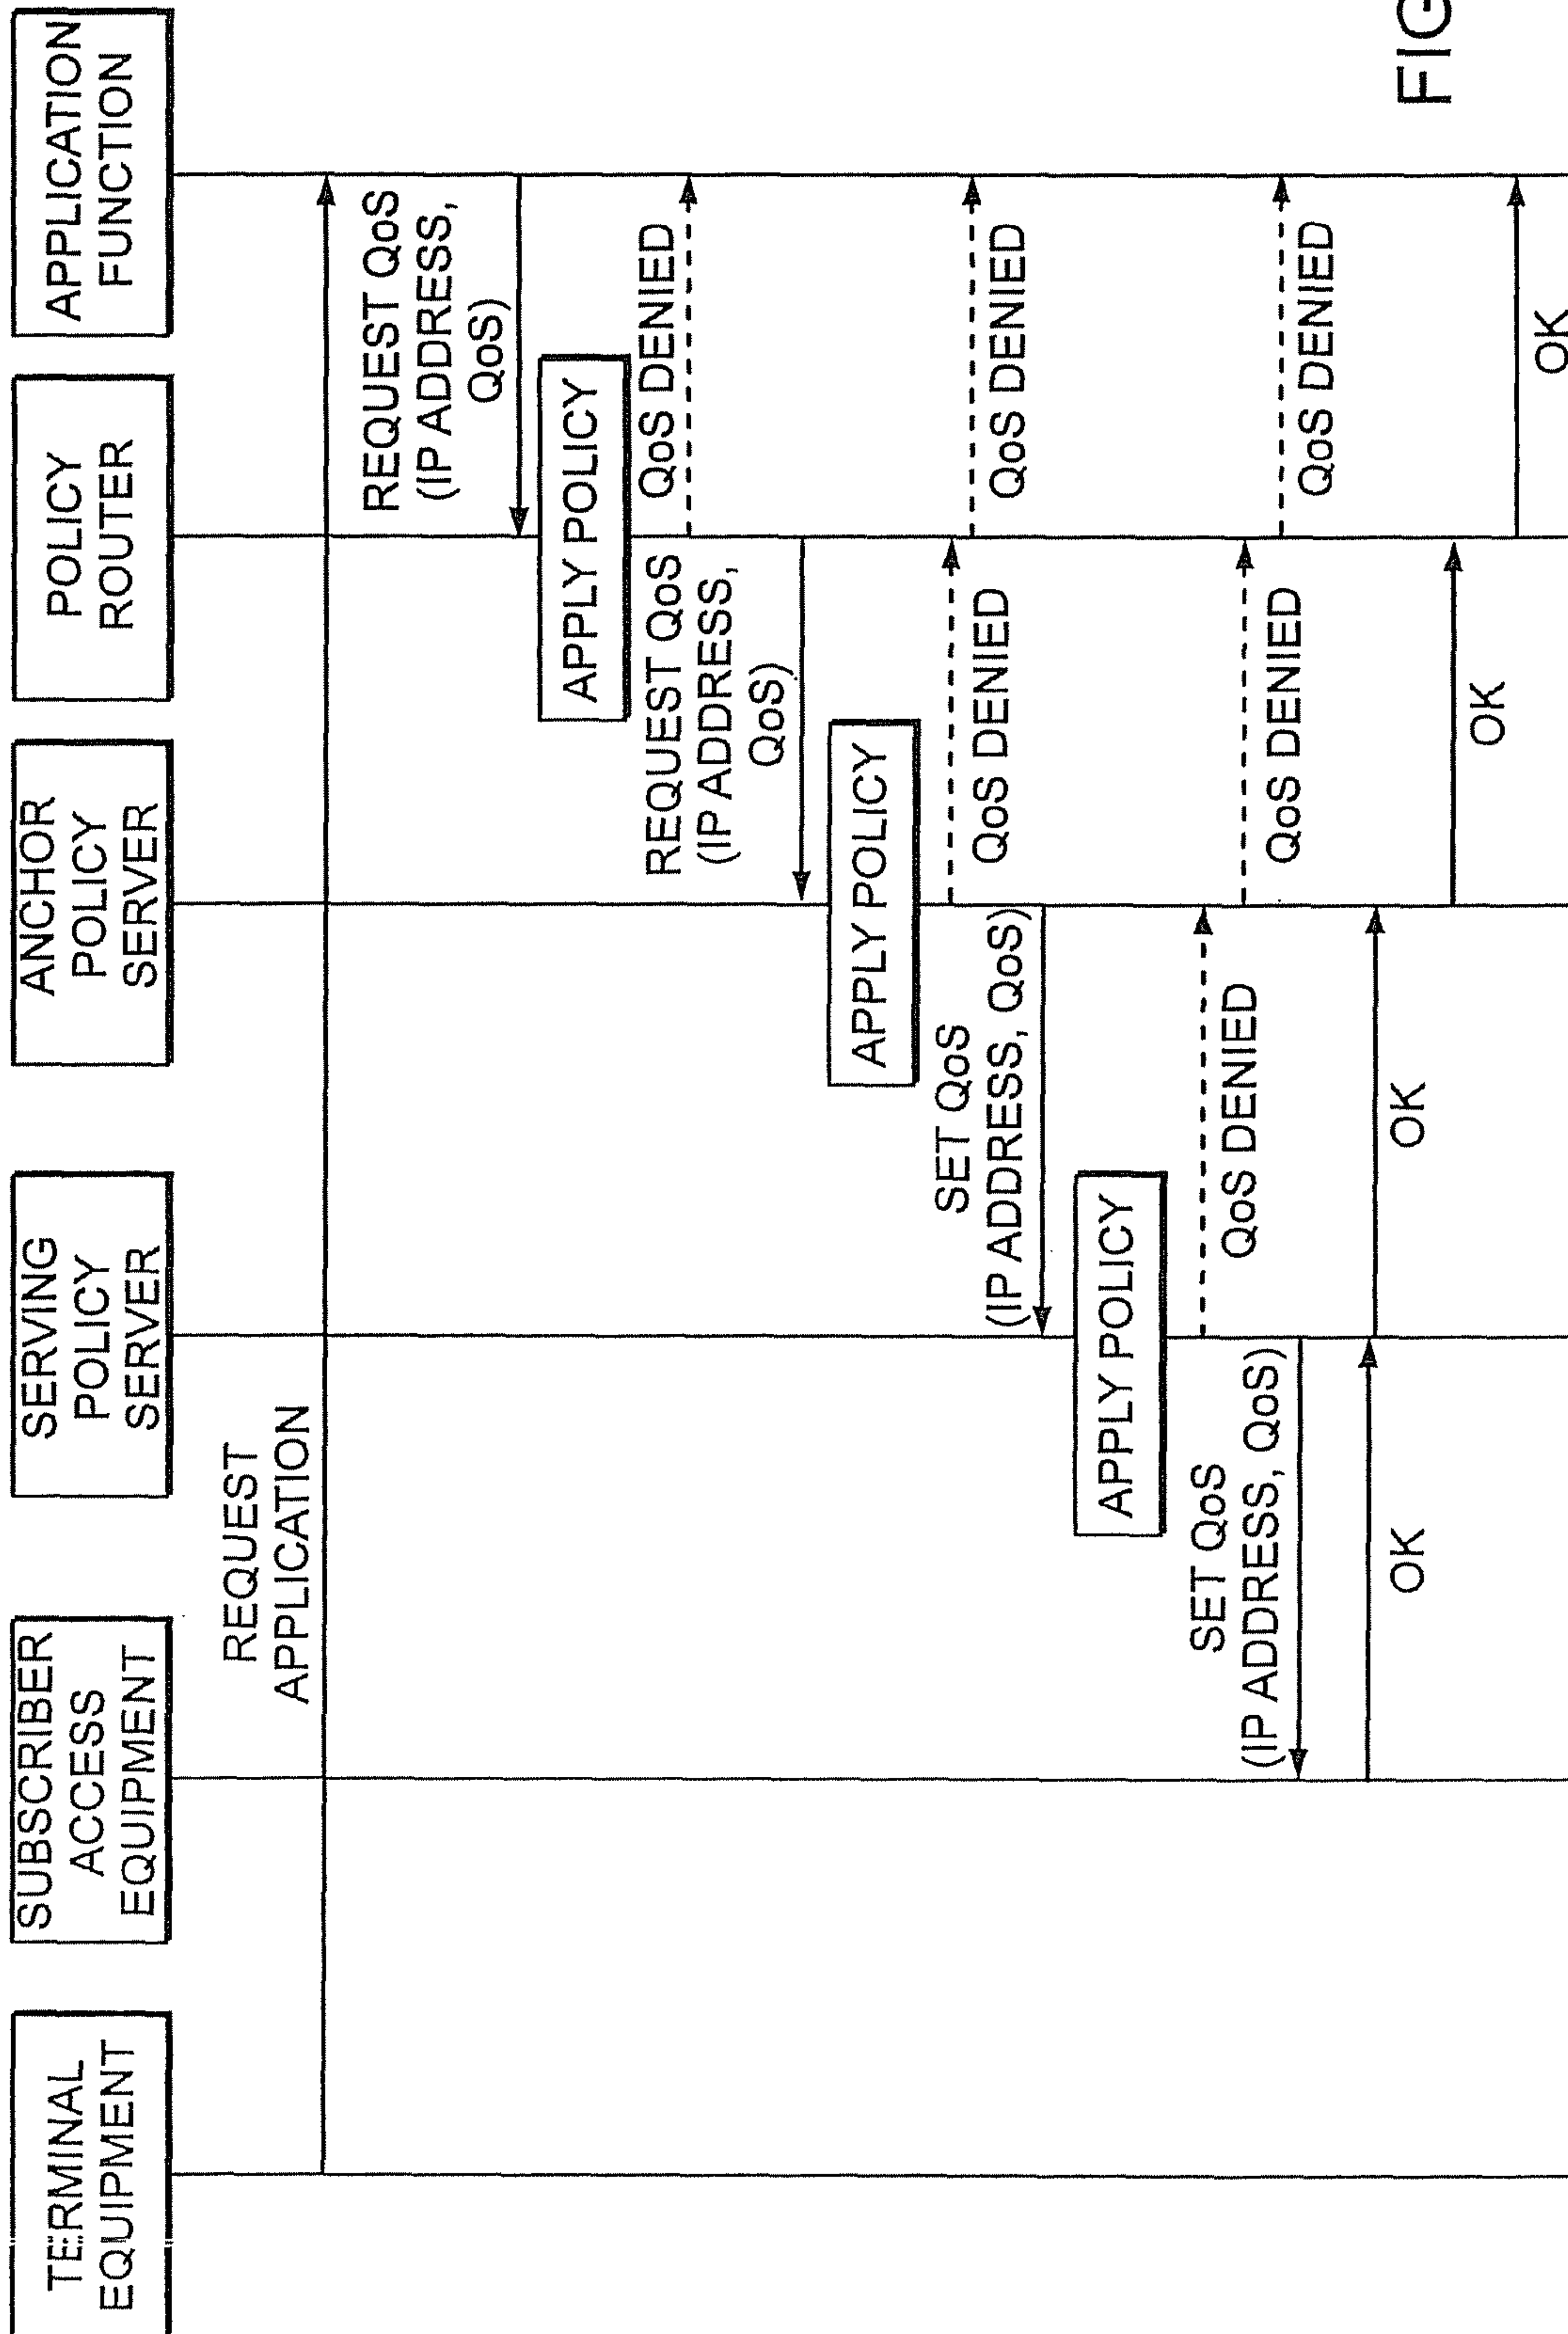 TERMINAL
EQUIPMENT
SUBSCRIBER
ACCESS
EQUIPMENT
SERVING
POLICY
SERVER
ANCHOR
POLICY
SERVER
POLICY
ROUTER
APPLICATION
FUNCTION
REQUEST
APPLICATION
REQUEST QoS
(IP ADDRESS,
QoS)
APPLY POLICY
QoS DENIED
REQUEST QoS
(IP ADDRESS,
QoS)
APPLY POLICY
QoS DENIED
QoS DENIED
SET QoS
(IP ADDRESS, QoS)
APPLY POLICY
QoS DENIED
QoS DENIED
QoS DENIED
SET QoS
(IP ADDRESS, QoS)
OK
OK
OK
OK
FIG